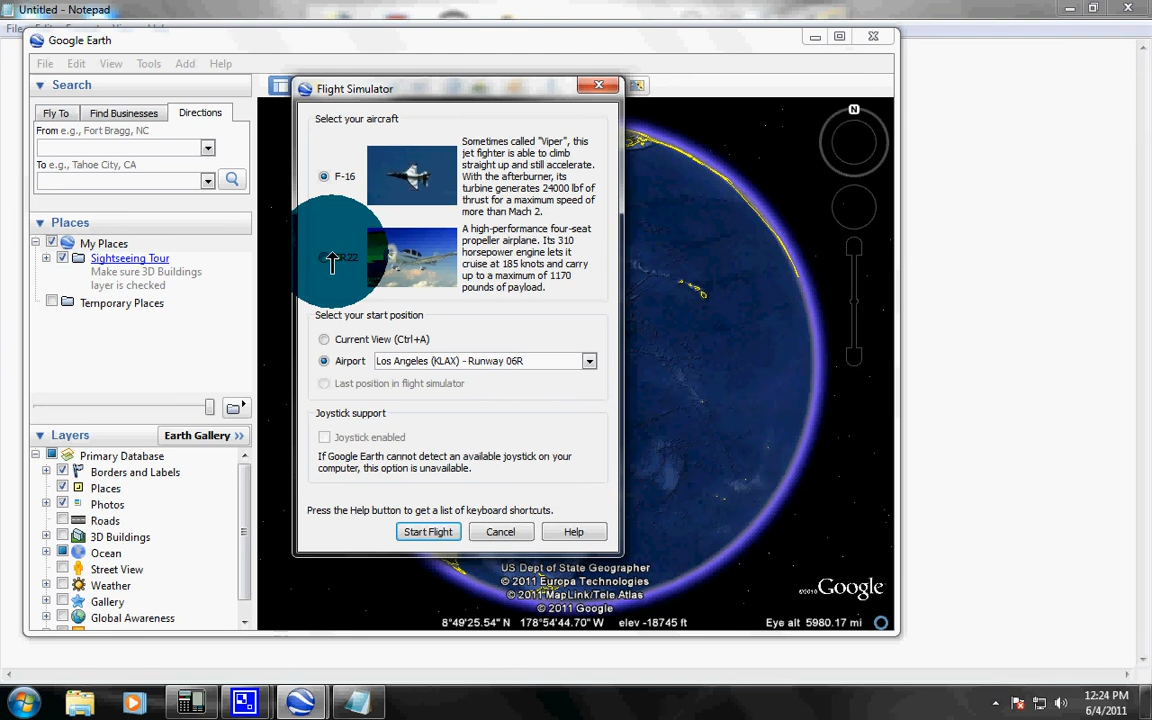 Untitled - Notepad
Google Earth
File Edit View Tools Add Help
Search
Fly To Find Businesses Directions
From e.g., Fort Bragg, NC
To e.g., Tahoe City, CA
Places
My Places
Sightseeing Tour
Make sure 3D Buildings
layer is checked
Temporary Places
Layers
Earth Gallery >>
Primary Database
Borders and Labels
Places
Photos
Roads
3D Buildings
Ocean
Street View
Weather
Gallery
Global Awareness
Flight Simulator
Select your aircraft
F-16
Sometimes called "Viper", this
jet fighter is able to climb
straight up and still accelerate.
With the afterburner, its
turbine generates 24000 lbf of
thrust for a maximum speed of
more than Mach 2.
R22
A high-performance four-seat
propeller airplane. Its 310
horsepower engine lets it
cruise at 185 knots and carry
up to a maximum of 1170
pounds of payload.
Select your start position
Current View (Ctrl+A)
Airport Los Angeles (KLAX) - Runway 06R
Last position in flight simulator
Joystick support
Joystick enabled
If Google Earth cannot detect an available joystick on your
computer, this option is unavailable.
Press the Help button to get a list of keyboard shortcuts.
Start Flight Cancel Help
N
US Dept of State Geographer
© 2011 Europa Technologies
© 2011 MapLink/Tele Atlas
© 2011 Google
©2010 Google
8°49'25.54" N 178°54'44.70" W elev -18745 ft Eye alt 5980.17 mi
12:24 PM
6/4/2011